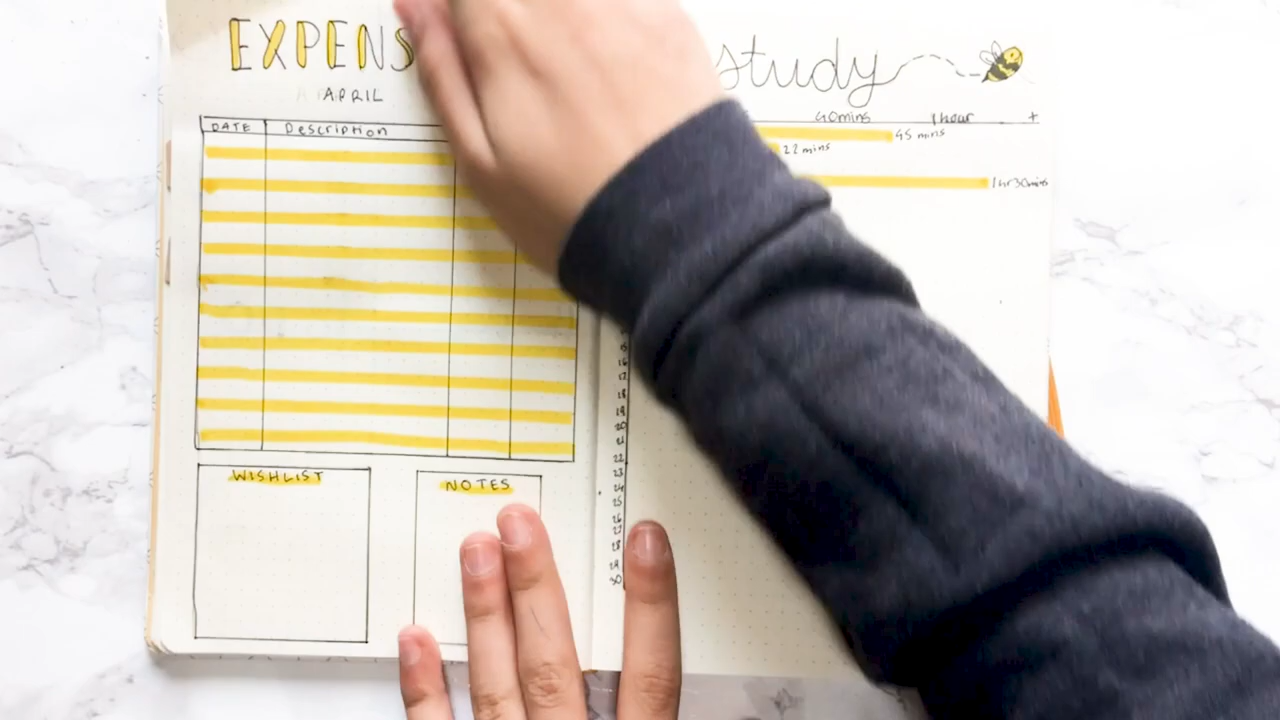 EXPENS
APRIL
DATE Description
WISHLIST
NOTES
study
40mins 1hour +
45 mins
22 mins
1hr30mins
16
17
18
19
20
21
22
23
24
25
26
27
28
29
30